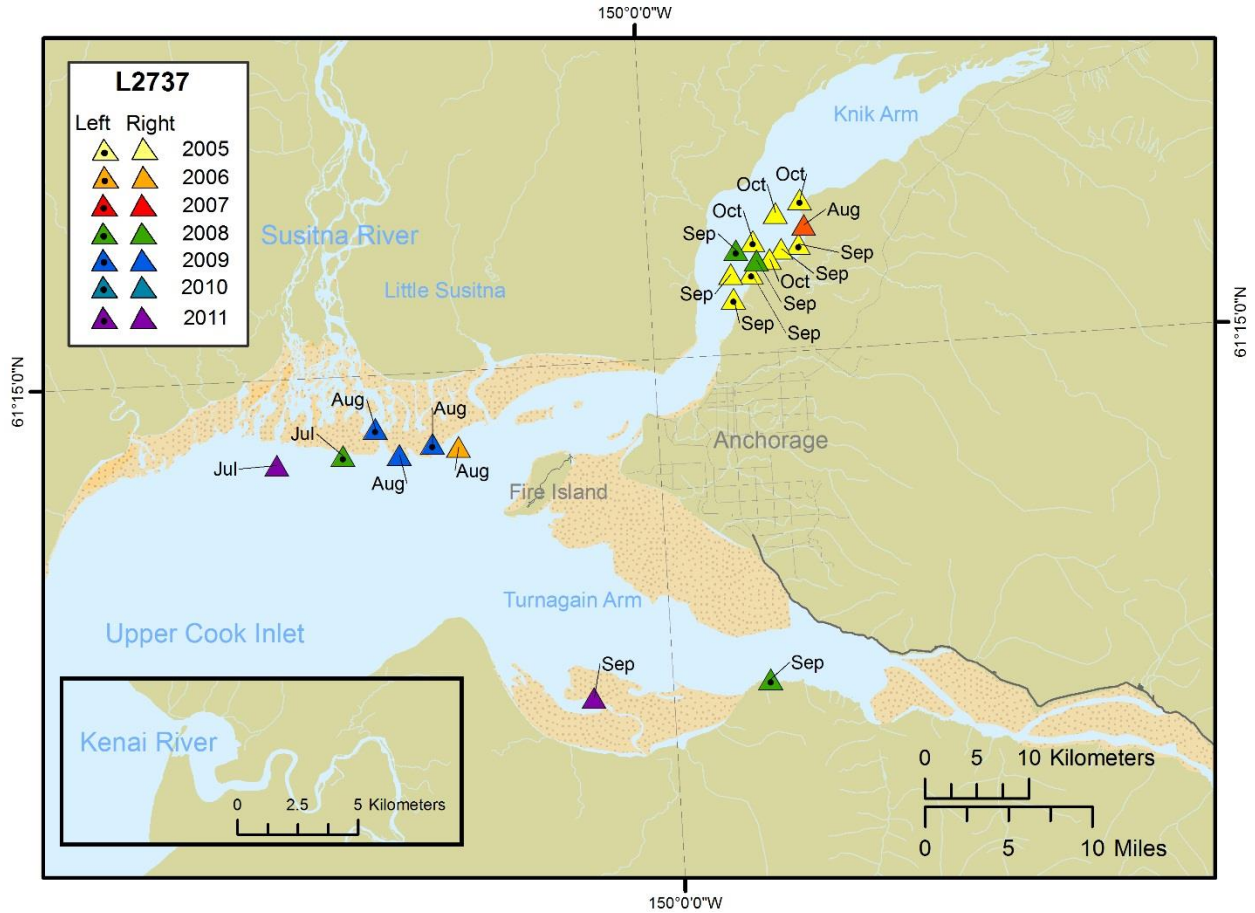 150°0'0"W
L2737
Left Right
2005
2006
2007
2008
2009
2010
2011
Knik Arm
Oct
Oct
Aug
Oct
Sep
Sep
Sep
Oct
Sep
Sep
Sep
Sep
Susitna River
Little Susitna
61°15'0"N
61°15'0"N
Aug
Aug
Jul
Jul
Aug
Aug
Anchorage
Fire Island
Turnagain Arm
Upper Cook Inlet
Sep
Sep
Kenai River
0 2.5 5 Kilometers
0 5 10 Kilometers
0 5 10 Miles
150°0'0"W